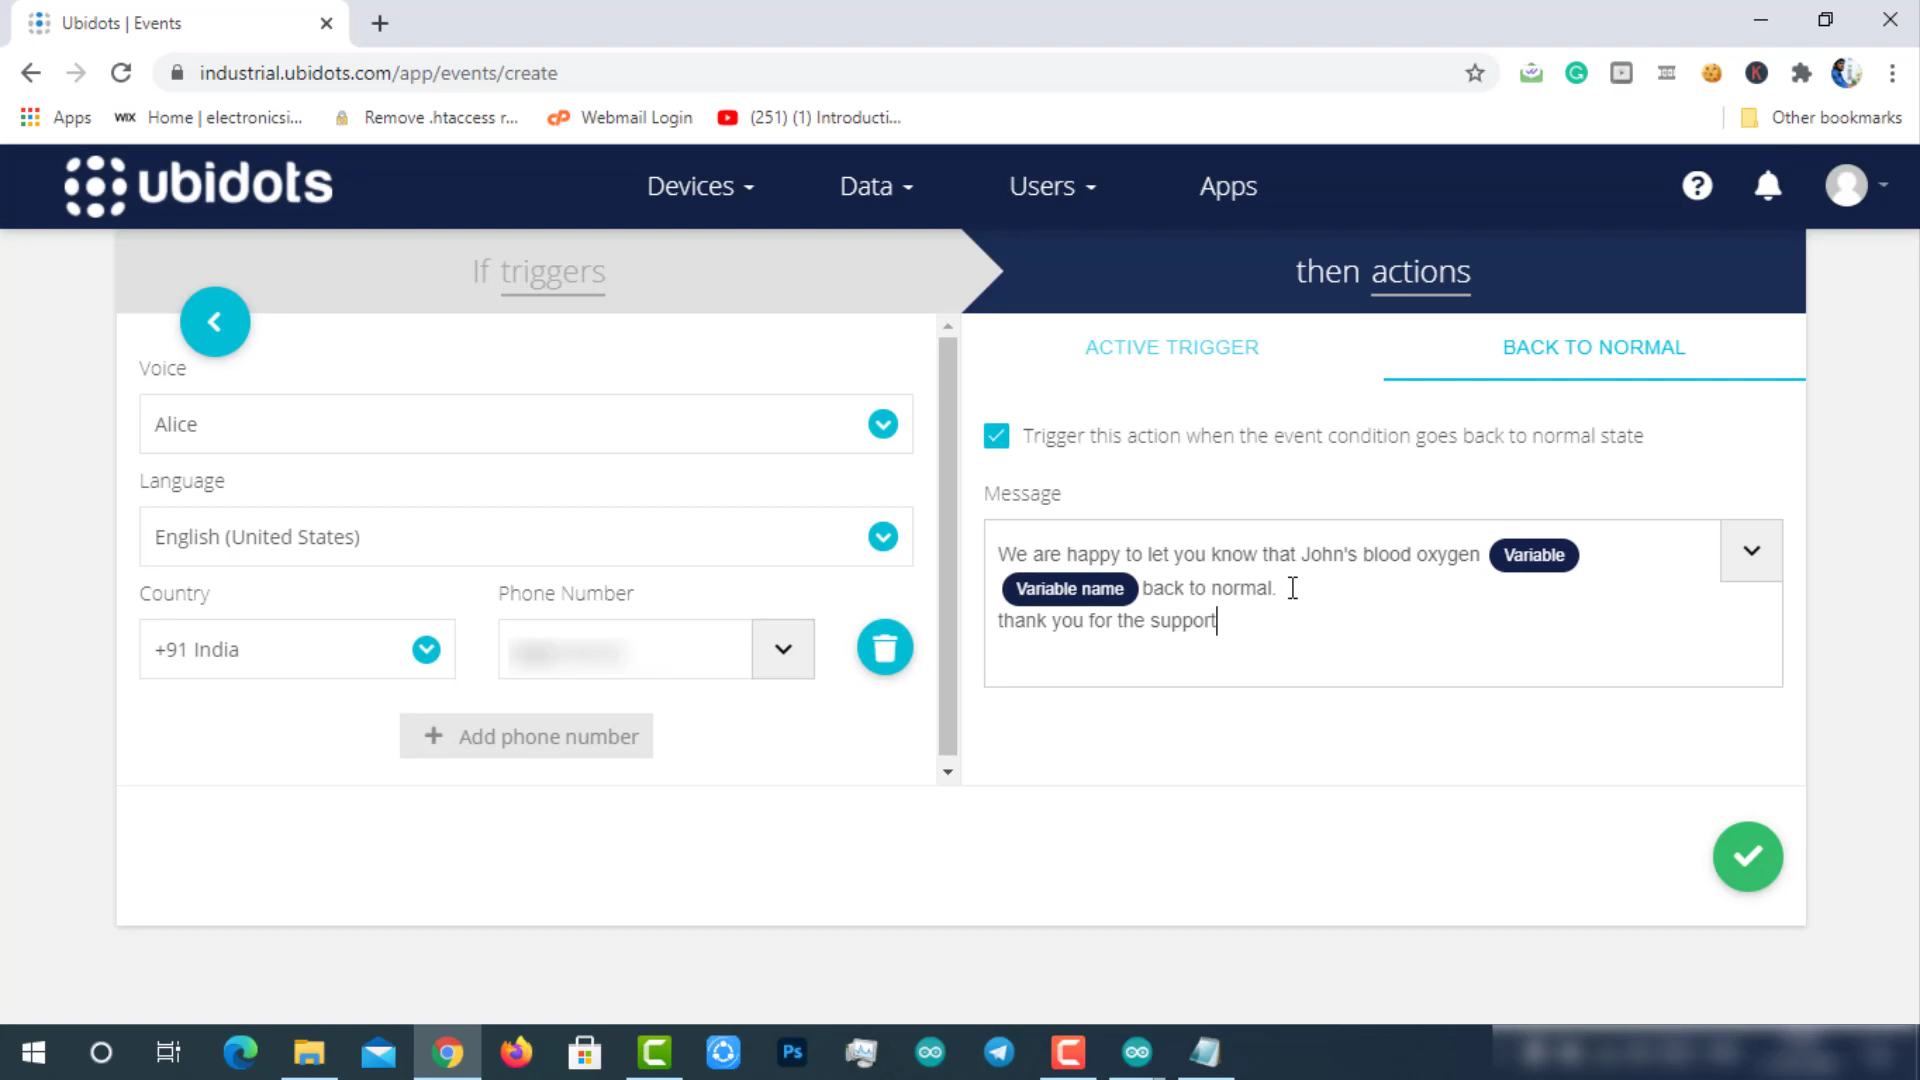 Ubidots | Events
industrial.ubidots.com/app/events/create
Apps
WIX
Home | electronicsi...
Remove .htaccess r...
cP
Webmail Login
(251) (1) Introducti...
Other bookmarks
ubidots
Devices
Data
Users
Apps
If triggers
then actions
Voice
Alice
Language
English (United States)
Country
Phone Number
+91 India
+ Add phone number
ACTIVE TRIGGER
BACK TO NORMAL
Trigger this action when the event condition goes back to normal state
Message
We are happy to let you know that John's blood oxygen Variable
Variable name back to normal.
thank you for the support
Ps